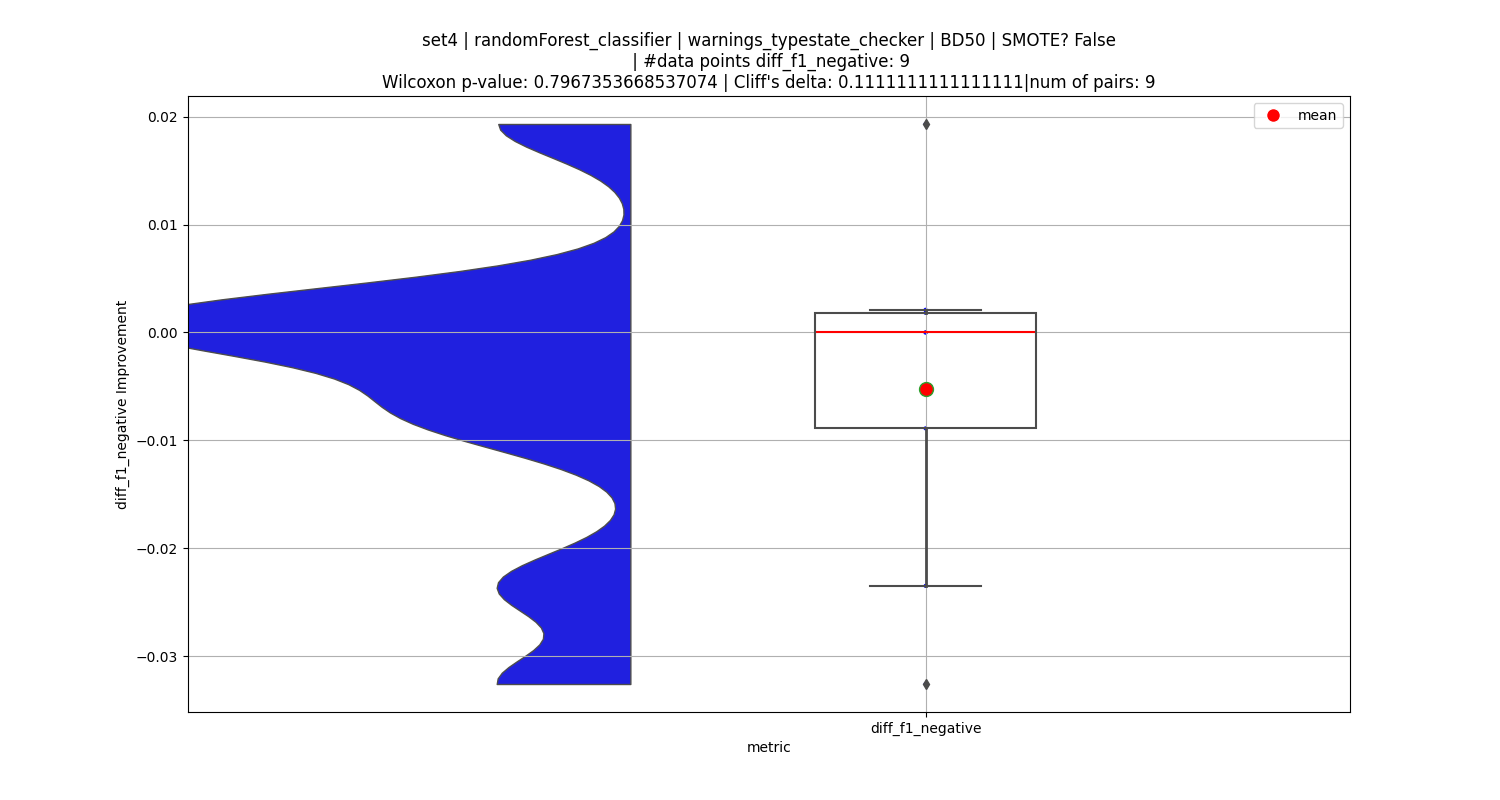 set4 | randomForest_classifier | warnings_typestate_checker | BD50 | SMOTE? False
| #data points diff_f1_negative: 9
Wilcoxon p-value: 0.7967353668537074 | Cliff's delta: 0.1111111111111111|num of pairs: 9
mean
0.02
0.01
0.00
−0.01
−0.02
−0.03
diff_f1_negative Improvement
diff_f1_negative
metric